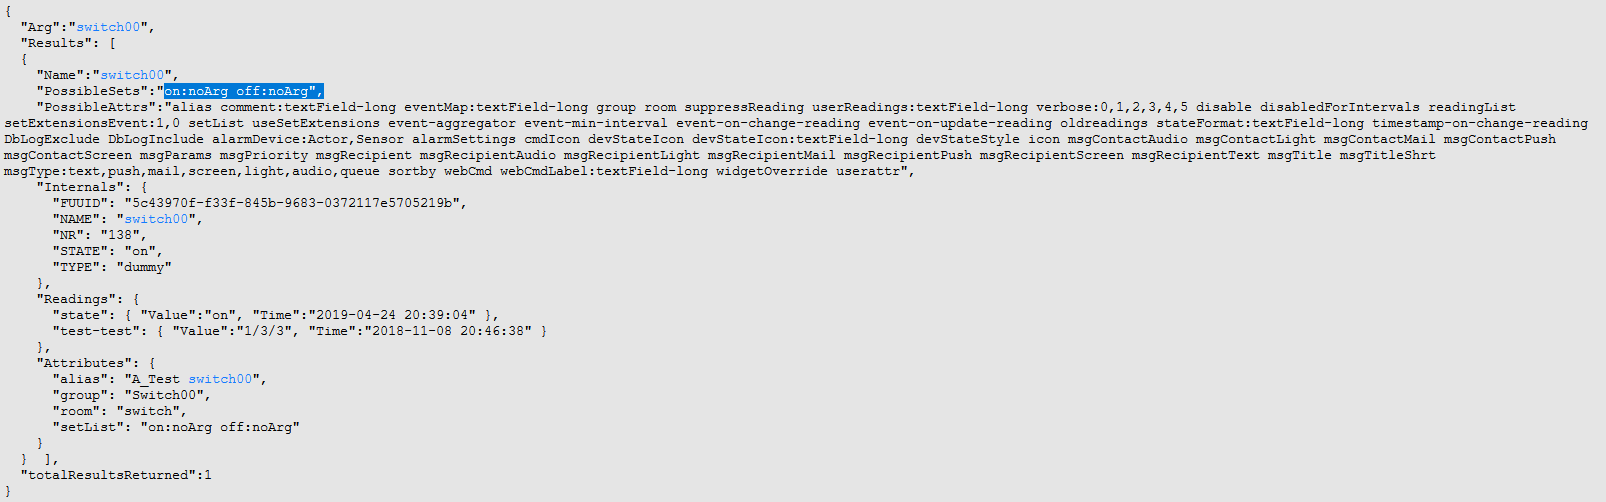 {
"Arg":"switch00",
"Results": [
{
"Name":"switch00",
"PossibleSets":"on:noArg off:noArg",
"PossibleAttrs":"alias comment:textField-long eventMap:textField-long group room suppressReading userReadings:textField-long verbose:0,1,2,3,4,5 disable disabledForIntervals readingList
setExtensionsEvent:1,0 setList useSetExtensions event-aggregator event-min-interval event-on-change-reading event-on-update-reading oldreadings stateFormat:textField-long timestamp-on-change-reading
DbLogExclude DbLogInclude alarmDevice:Actor,Sensor alarmSettings cmdIcon devStateIcon devStateIcon:textField-long devStateStyle icon msgContactAudio msgContactLight msgContactMail msgContactPush
msgContactScreen msgParams msgPriority msgRecipient msgRecipientAudio msgRecipientLight msgRecipientMail msgRecipientPush msgRecipientScreen msgRecipientText msgTitle msgTitleShrt
msgType:text,push,mail,screen,light,audio,queue sortby webCmd webCmdLabel:textField-long widgetOverride userattr",
"Internals": {
"FUUID": "5c43970f-f33f-845b-9683-0372117e5705219b",
"NAME": "switch00",
"NR": "138",
"STATE": "on",
"TYPE": "dummy"
},
"Readings": {
"state": { "Value":"on", "Time":"2019-04-24 20:39:04" },
"test-test": { "Value":"1/3/3", "Time":"2018-11-08 20:46:38" }
},
"Attributes": {
"alias": "A_Test switch00",
"group": "Switch00",
"room": "switch",
"setList": "on:noArg off:noArg"
}
} ],
"totalResultsReturned":1
}